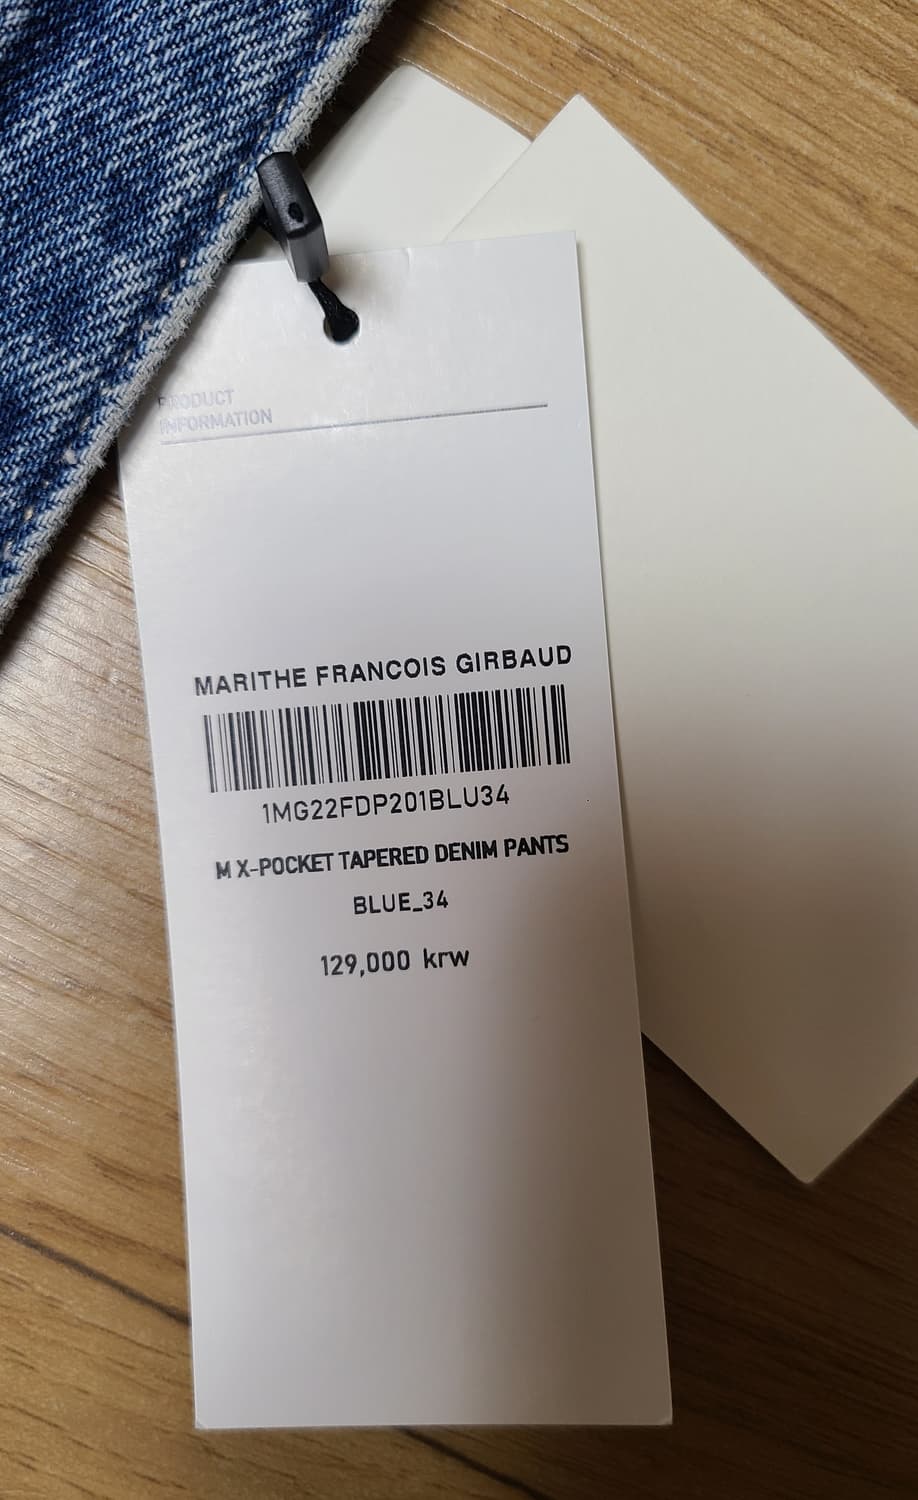 PRODUCT
INFORMATION
MARITHE FRANCOIS GIRBAUD
1MG22FDP201BLU34
M X-POCKET TAPERED DENIM PANTS
BLUE_34
129,000 krw